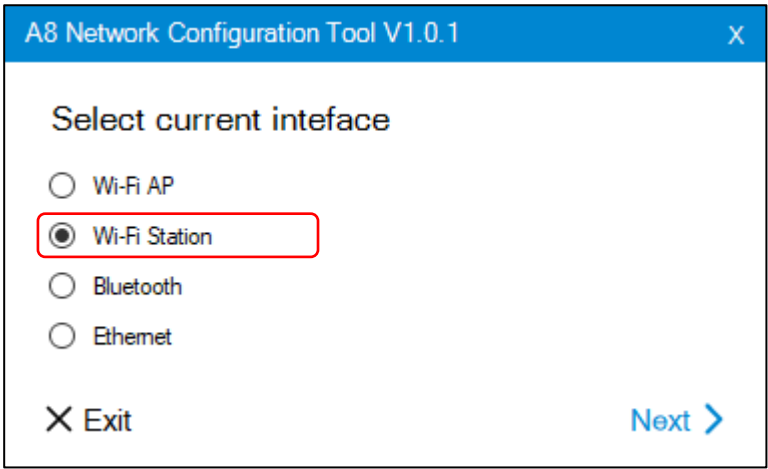 A8 Network Configuration Tool V1.0.1 X
Select current inteface
Wi-Fi AP
Wi-Fi Station
Bluetooth
Ethernet
Exit Next